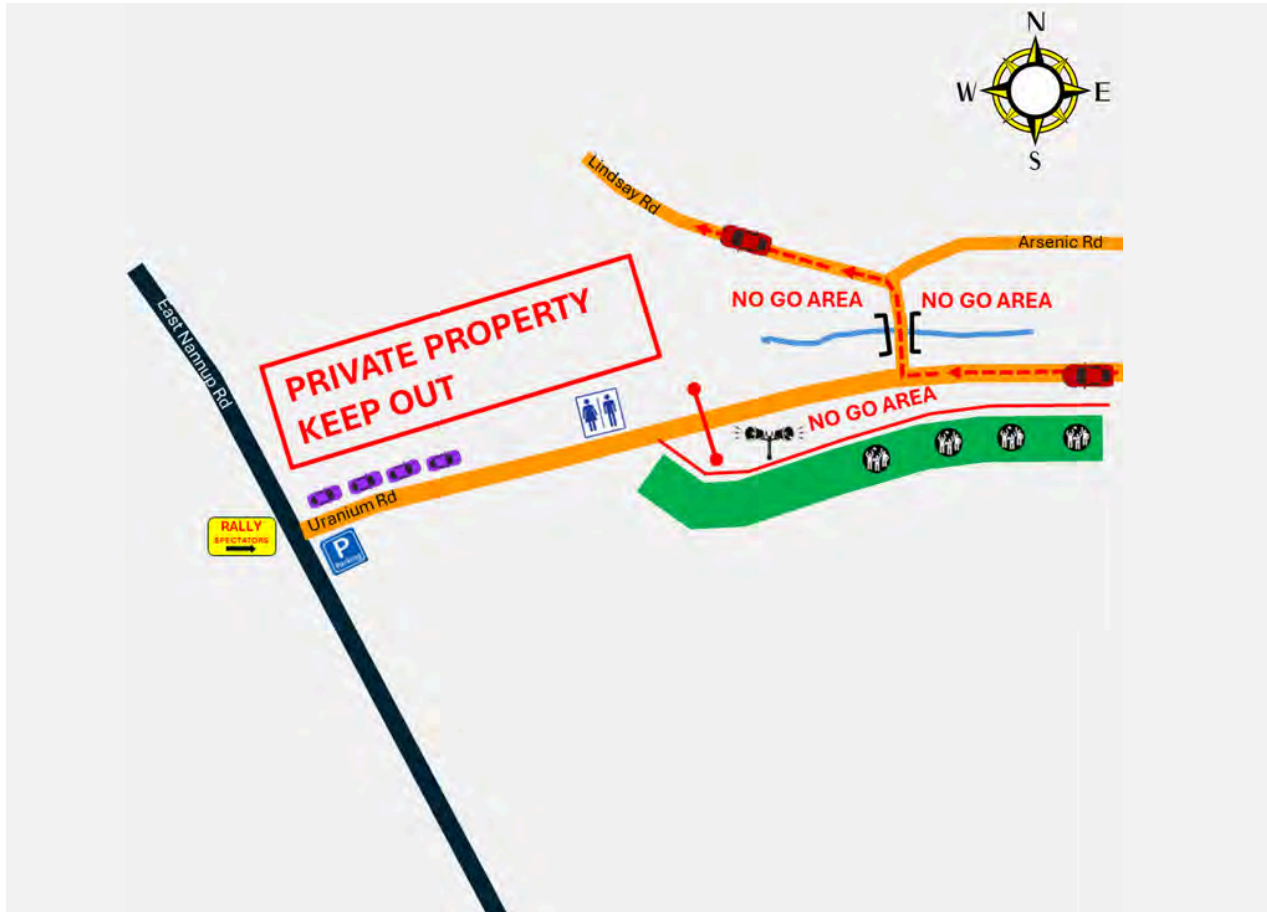 N
W E
S
Lindsay Rd
Arsenic Rd
NO GO AREA
NO GO AREA
East Nannup Rd
PRIVATE PROPERTY
KEEP OUT
NO GO AREA
Uranium Rd
RALLY
SPECTATORS
P
Parking